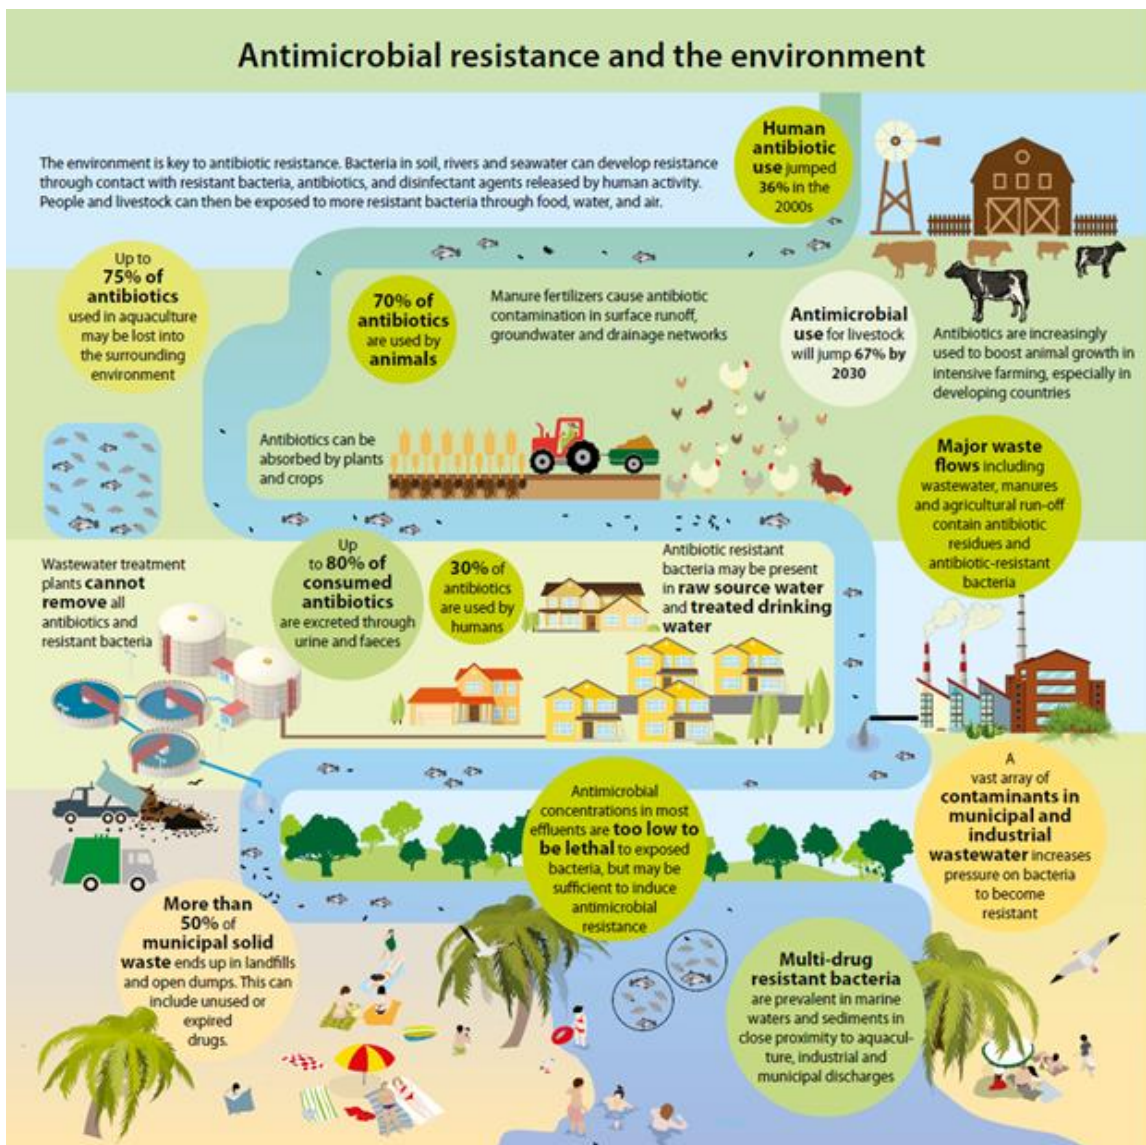 Antimicrobial resistance and the environment
The environment is key to antibiotic resistance. Bacteria in soil, rivers and seawater can develop resistance
through contact with resistant bacteria, antibiotics, and disinfectant agents released by human activity.
People and livestock can then be exposed to more resistant bacteria through food, water, and air.
Human
antibiotic
use jumped
36% in the
2000s
Up to
75% of
antibiotics
used in aquaculture
may be lost into
the surrounding
environment
70% of
antibiotics
are used by
animals
Manure fertilizers cause antibiotic
contamination in surface runoff,
groundwater and drainage networks
Antimicrobial
use for livestock
will jump 67% by
2030
Antibiotics are increasingly
used to boost animal growth in
intensive farming, especially in
developing countries
Antibiotics can be
absorbed by plants
and crops
Major waste
flows including
wastewater, manures
and agricultural run-off
contain antibiotic
residues and
antibiotic-resistant
bacteria
Wastewater treatment
plants cannot
remove all
antibiotics and
resistant bacteria
Up
to 80% of
consumed
antibiotics
are excreted through
urine and faeces
30% of
antibiotics
are used by
humans
Antibiotic resistant
bacteria may be present
in raw source water
and treated drinking
water
Antimicrobial
concentrations in most
effluents are too low to
be lethal to exposed
bacteria, but may be
sufficient to induce
antimicrobial
resistance
A
vast array of
contaminants in
municipal and
industrial
wastewater increases
pressure on bacteria
to become
resistant
More than
50% of
municipal solid
waste ends up in landfills
and open dumps. This can
include unused or
expired
drugs.
Multi-drug
resistant bacteria
are prevalent in marine
waters and sediments in
close proximity to aquacul-
ture, industrial and
municipal discharges